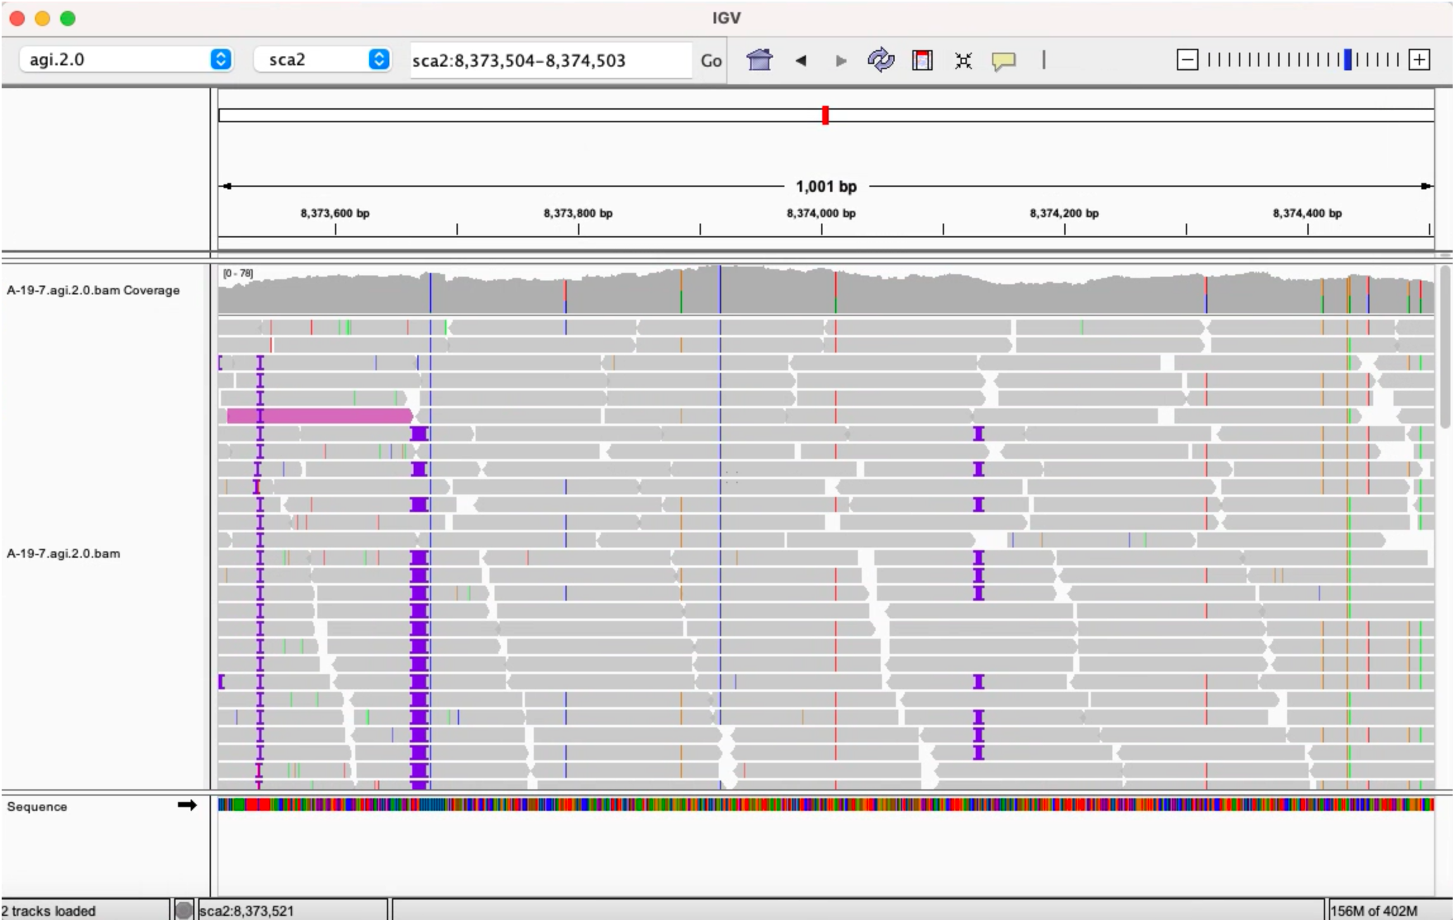 IGV
agi.2.0 sca2 sca2:8,373,504-8,374,503 Go
1,001 bp
8,373,600 bp 8,373,800 bp 8,374,000 bp 8,374,200 bp 8,374,400 bp
[0 - 78]
A-19-7.agi.2.0.bam Coverage
A-19-7.agi.2.0.bam
Sequence
2 tracks loaded sca2:8,373,521 156M of 402M